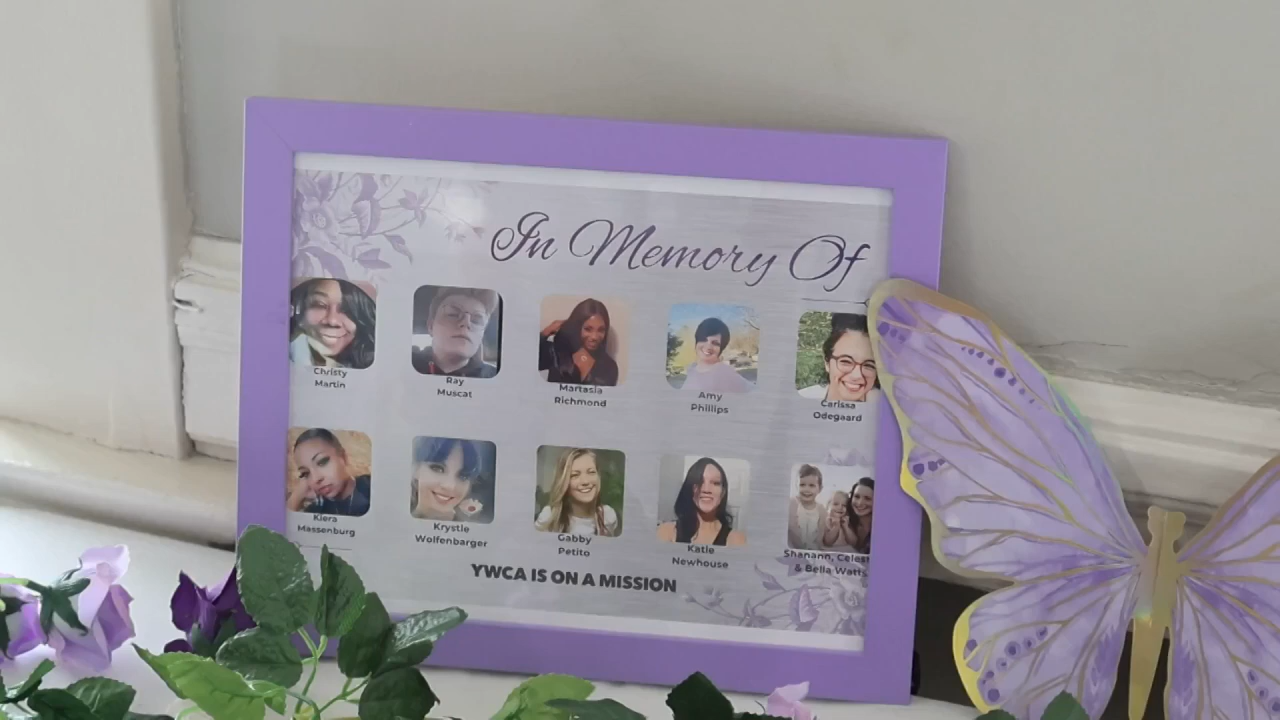 In Memory Of
Christy
Martin
Ray
Muscat
Martasia
Richmond
Amy
Phillips
Carissa
Odegaard
Kiera
Massenburg
Krystle
Wolfenbarger
Gabby
Petito
Katie
Newhouse
Shanann, Celest
& Bella Watts
YWCA IS ON A MISSION